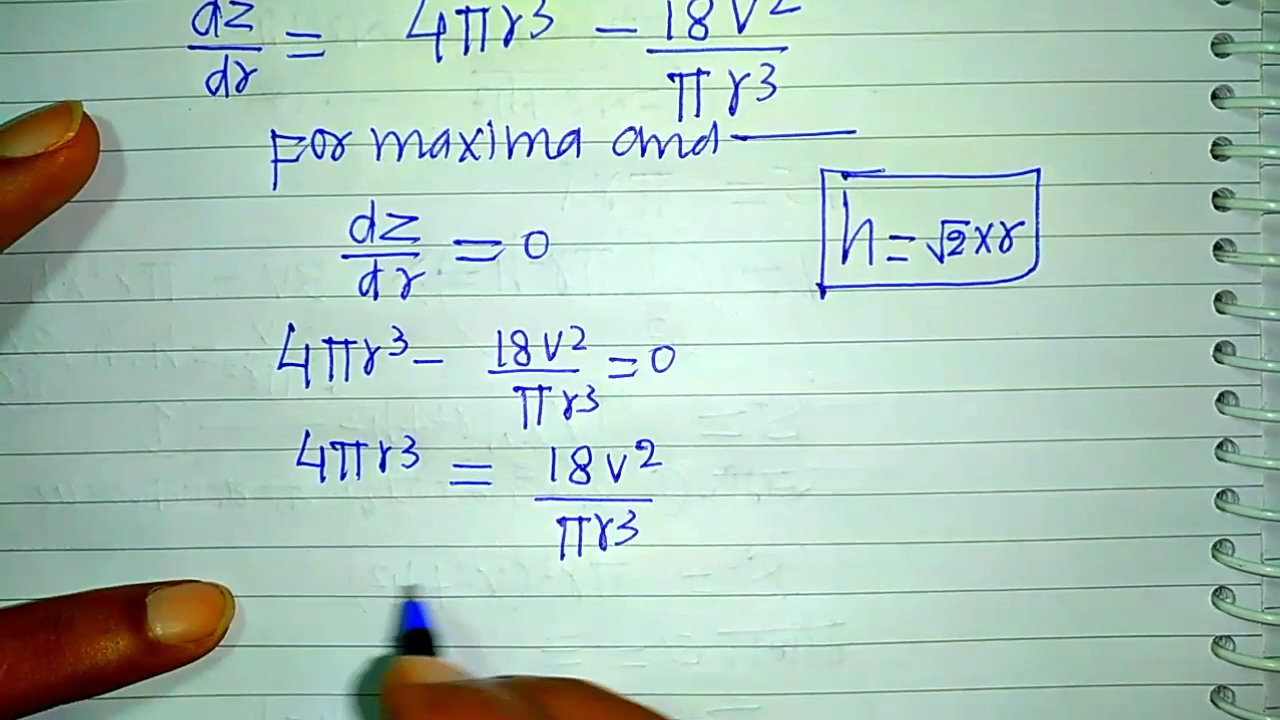 dz/dr = 4πr³ − 18V²/πr³
For maxima and ——
dz/dr = 0
h = √2 × r
4πr³ − 18V²/πr³ = 0
4πr³ = 18V²/πr³